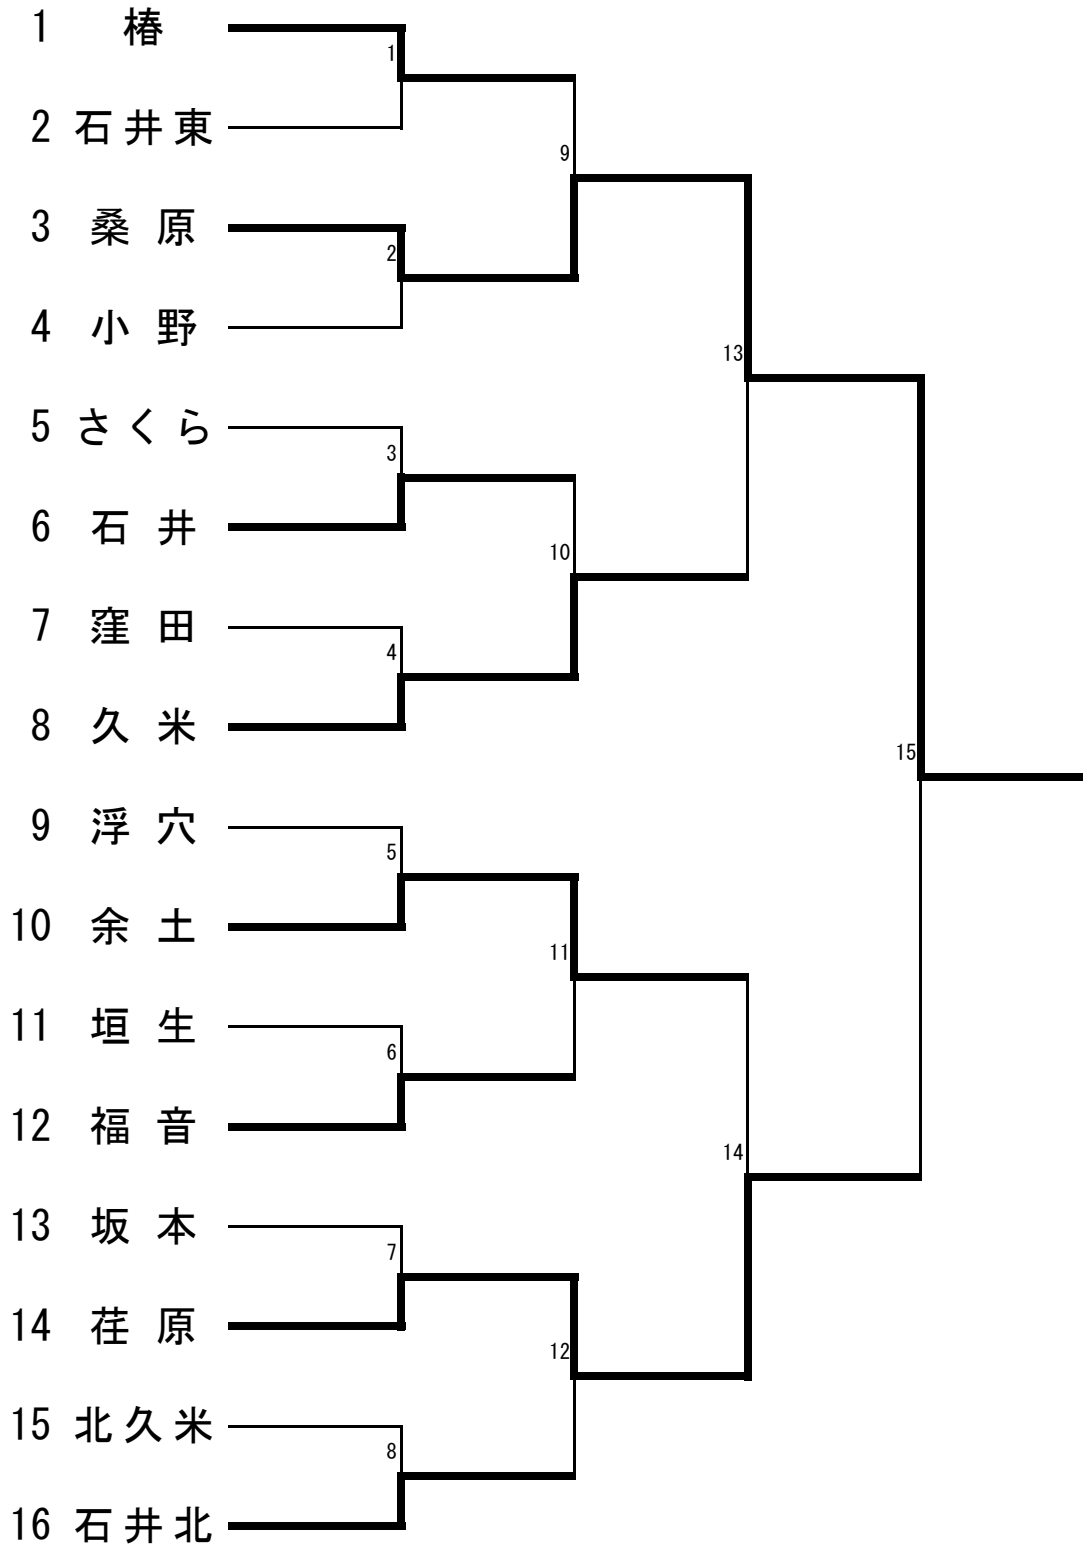 1 椿
1
2 石井東
9
3 桑原
2
4 小野
13
5 さくら
3
6 石井
10
7 窪田
4
8 久米
15
9 浮穴
5
10 余土
11
11 垣生
6
12 福音
14
13 坂本
7
14 荏原
12
15 北久米
8
16 石井北